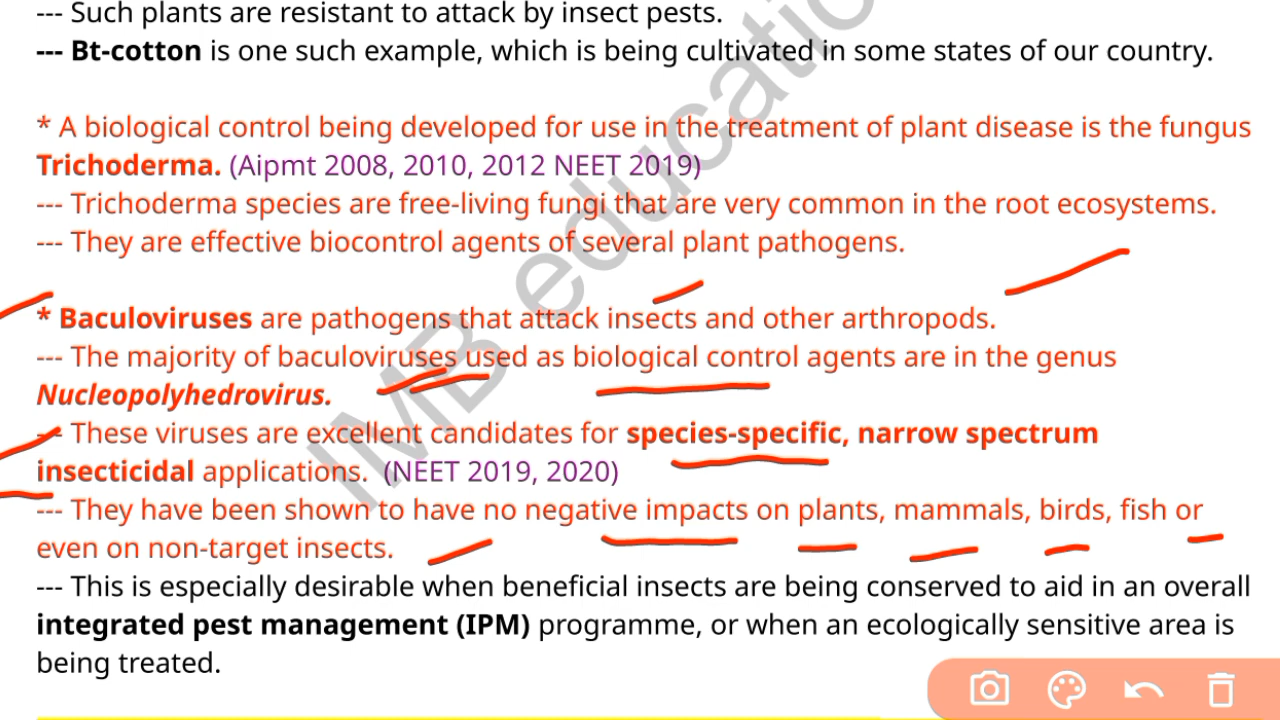 --- Such plants are resistant to attack by insect pests.
--- Bt-cotton is one such example, which is being cultivated in some states of our country.
* A biological control being developed for use in the treatment of plant disease is the fungus
Trichoderma. (Aipmt 2008, 2010, 2012 NEET 2019)
--- Trichoderma species are free-living fungi that are very common in the root ecosystems.
--- They are effective biocontrol agents of several plant pathogens.
* Baculoviruses are pathogens that attack insects and other arthropods.
--- The majority of baculoviruses used as biological control agents are in the genus
Nucleopolyhedrovirus.
--- These viruses are excellent candidates for species-specific, narrow spectrum
insecticidal applications. (NEET 2019, 2020)
--- They have been shown to have no negative impacts on plants, mammals, birds, fish or
even on non-target insects.
--- This is especially desirable when beneficial insects are being conserved to aid in an overall
integrated pest management (IPM) programme, or when an ecologically sensitive area is
being treated.
IMB educatio